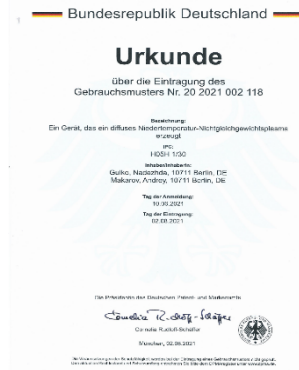 Bundesrepublik Deutschland
Urkunde
über die Eintragung des
Gebrauchsmusters Nr. 20 2021 002 118
Bezeichnung:
Ein Gerät, das ein diffuses Niedertemperatur-Nichtgleichgewichtsplasma
erzeugt
IPC:
H05H 1/30
Inhaber/Inhaberin:
Gulko, Nadezhda, 10711 Berlin, DE
Makarov, Andrey, 10711 Berlin, DE
Tag der Anmeldung:
Tag der Eintragung:
02.08.2021
Die Präsidentin des Deutschen Patent- und Markenamts
Cornelia Rudloff-Schäffer
Cornelia Rudloff-Schäffer
München, 02.08.2021